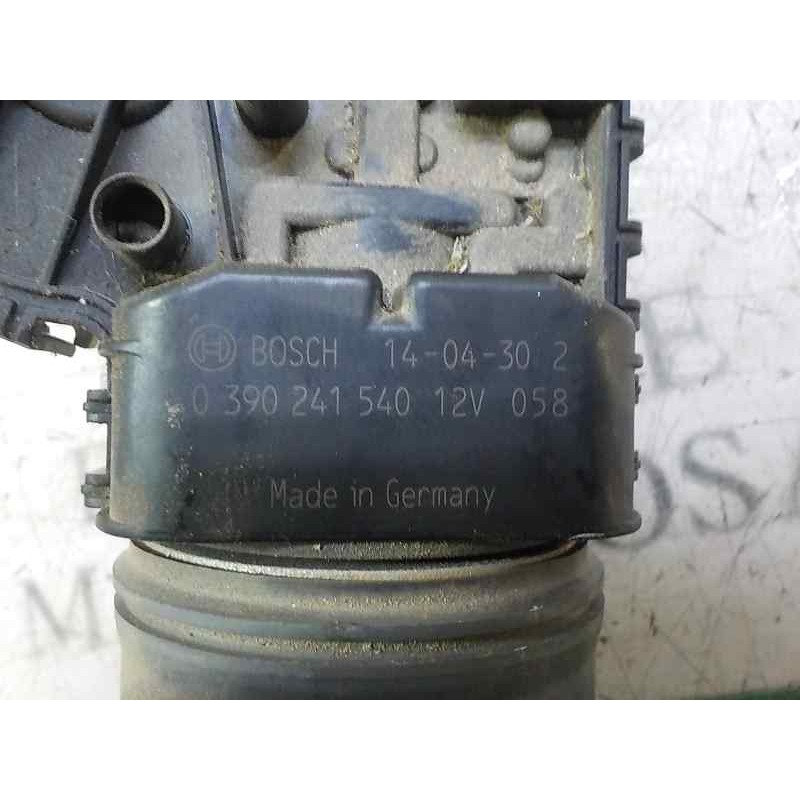 BOSCH 14-04-30 2
0 390 241 540 12V 058
Made in Germany